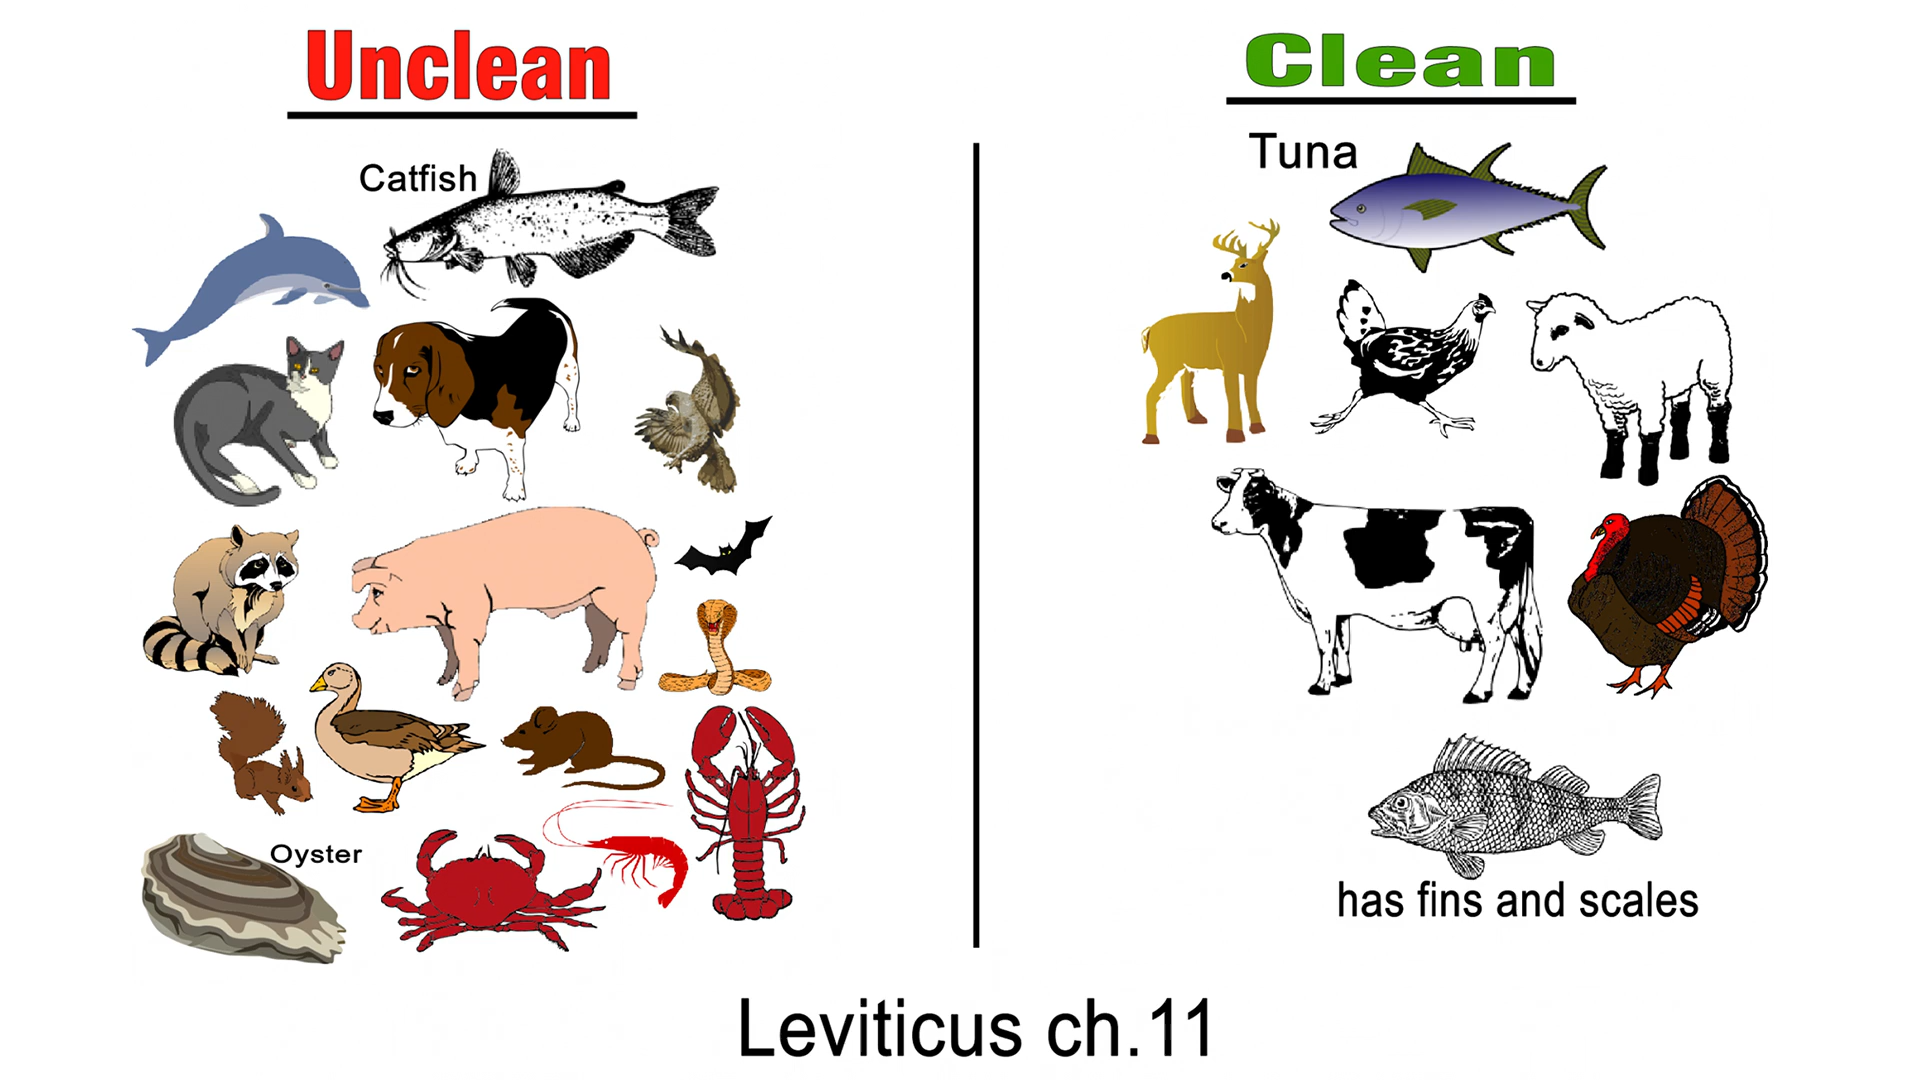 Unclean
Catfish
Oyster
Clean
Tuna
has fins and scales
Leviticus ch.11